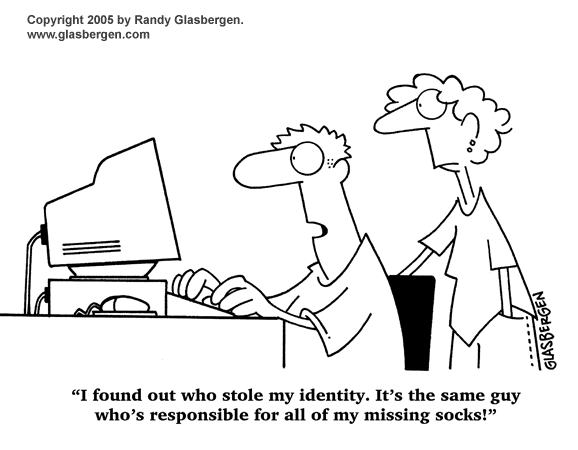 Copyright 2005 by Randy Glasbergen.
www.glasbergen.com
GLASBERGEN
“I found out who stole my identity. It’s the same guy
who’s responsible for all of my missing socks!”